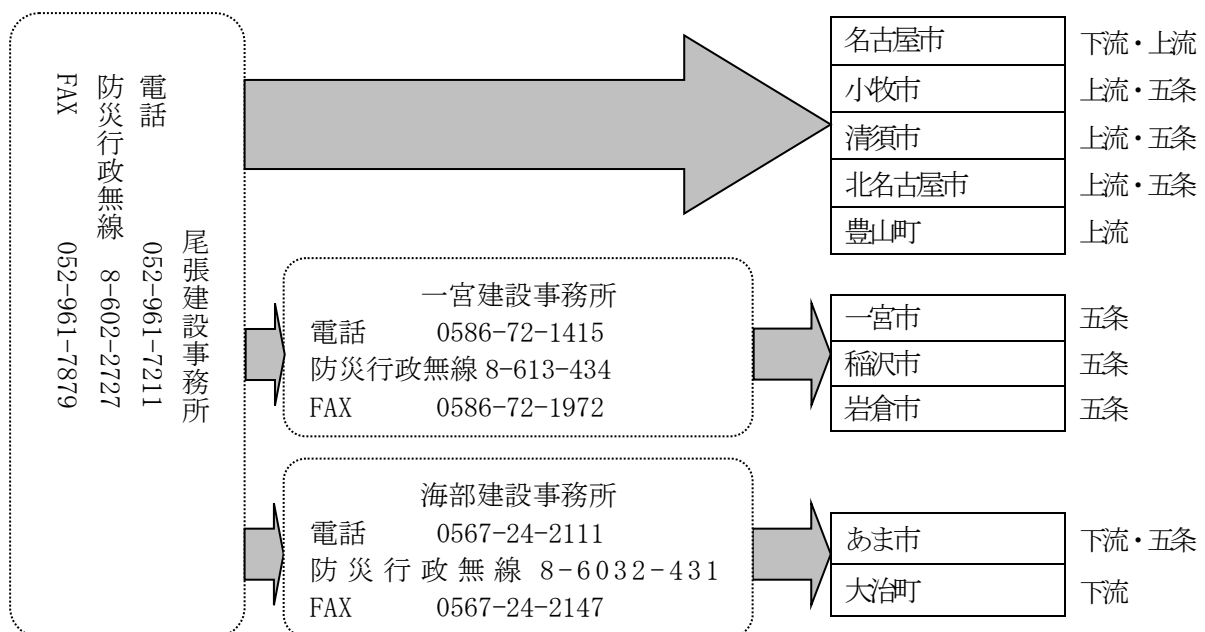 尾張建設事務所
電話 052-961-7211
防災行政無線 8-602-2727
FAX 052-961-7879
名古屋市 下流・上流
小牧市 上流・五条
清須市 上流・五条
北名古屋市 上流・五条
豊山町 上流
一宮建設事務所
電話 0586-72-1415
防災行政無線 8-613-434
FAX 0586-72-1972
一宮市 五条
稲沢市 五条
岩倉市 五条
海部建設事務所
電話 0567-24-2111
防災行政無線 8-6032-431
FAX 0567-24-2147
あま市 下流・五条
大治町 下流